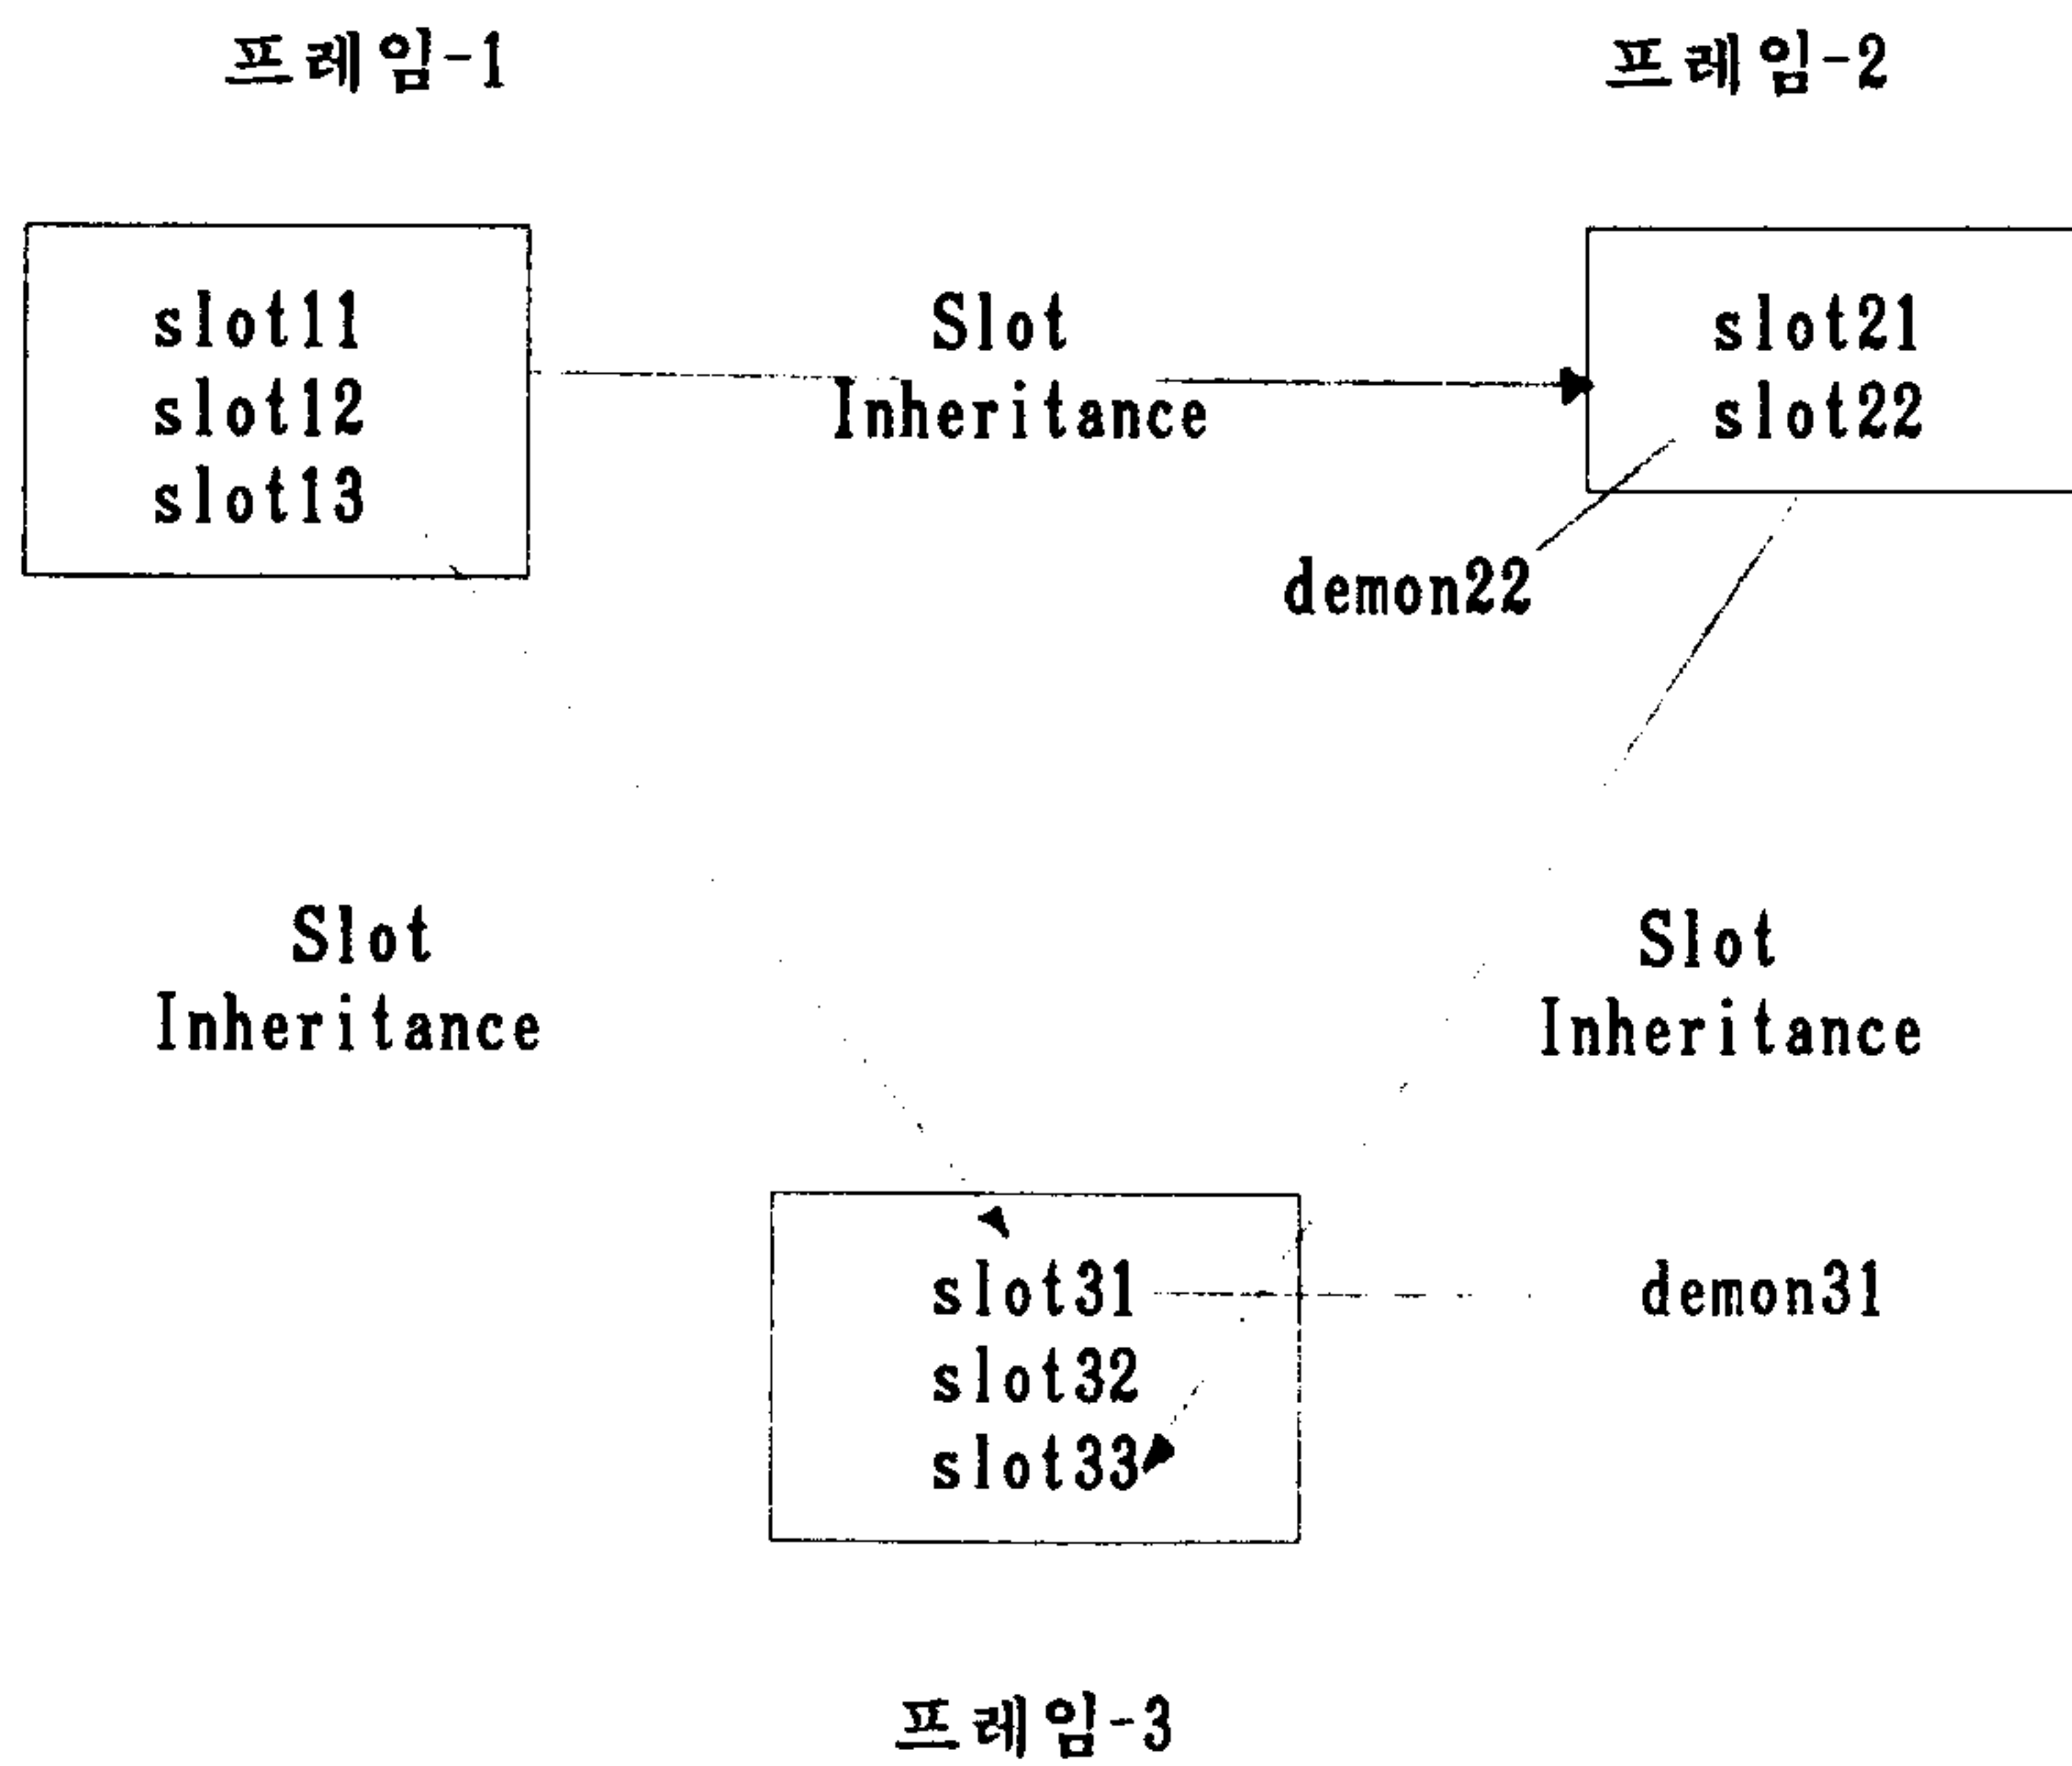 프레임-1
프레임-2
slot11
slot12
slot13
Slot
Inheritance
slot21
slot22
demon22
Slot
Inheritance
Slot
Inheritance
slot31
slot32
slot33
demon31
프레임-3